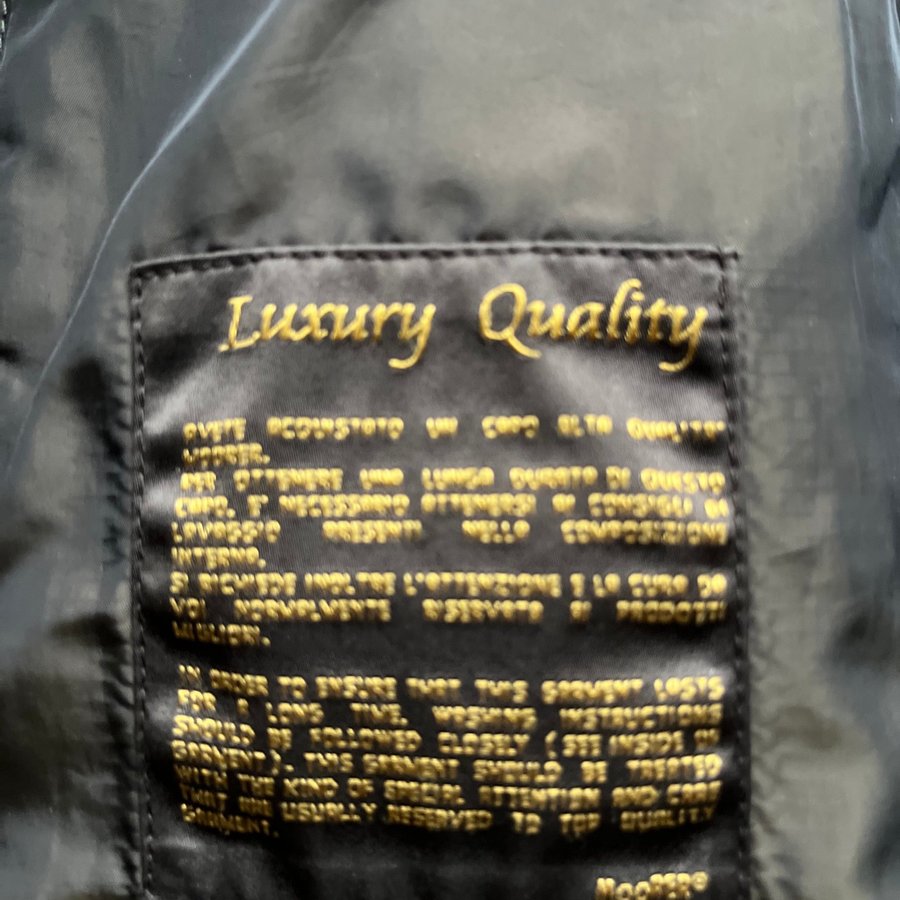 Luxury Quality
AVETE ACQUISTATO UN CAPO ALTA QUALITA'
MOORER.
PER OTTENERE UNA LUNGA DURATA DI QUESTO
CAPO, E' NECESSARIO ATTENERSI AI CONSIGLI DI
LAVAGGIO PRESENTI NELLA COMPOSIZIONE
INTERNA.
SI RICHIEDE INOLTRE L'ATTENZIONE E LA CURA DA
VOI NORMALMENTE RISERVATA AI PRODOTTI
MIGLIORI.
IN ORDER TO INSURE THAT THIS GARMENT LASTS
FOR A LONG TIME, WASHING INSTRUCTIONS
SHOULD BE FOLLOWED CLOSELY (SEE INSIDE OF
GARMENT). THIS GARMENT SHOULD BE TREATED
WITH THE KIND OF SPECIAL ATTENTION AND CARE
THAT ARE USUALLY RESERVED TO TOP QUALITY
GARMENT.
MOORER®